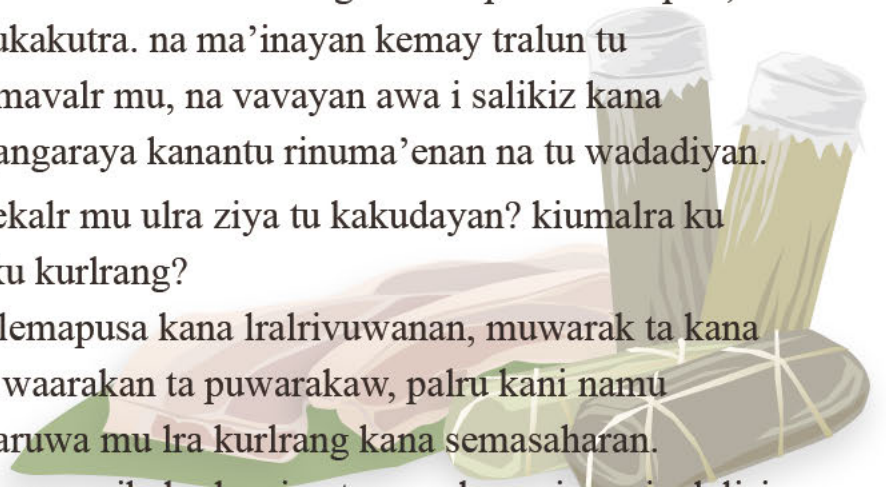 ukakutra. na ma’inayan kemay tralun tu
mavalr mu, na vavayan awa i salikiz kana
angaraya kanantu rinuma’enan na tu wadadiyan.
ekalr mu ulra ziya tu kakudayan? kiumalra ku
ku kurlrang?
lemapusa kana lralrivuwanan, muwarak ta kana
waarakan ta puwarakaw, palru kani namu
aruwa mu lra kurlrang kana semasaharan.